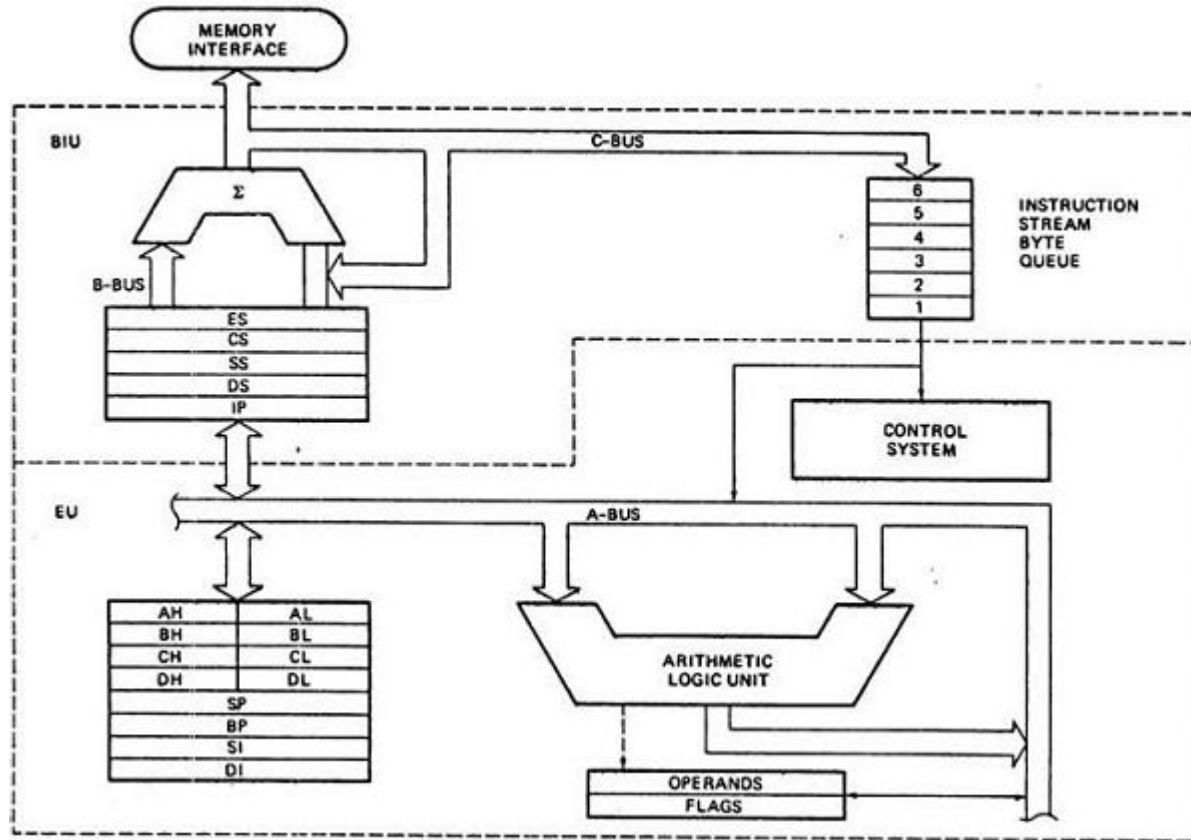 MEMORY
INTERFACE
BIU
C-BUS
Σ
6
5
4
3
2
1
INSTRUCTION
STREAM
BYTE
QUEUE
B-BUS
ES
CS
SS
DS
IP
CONTROL
SYSTEM
EU
A-BUS
AH AL
BH BL
CH CL
DH DL
SP
BP
SI
DI
ARITHMETIC
LOGIC UNIT
OPERANDS
FLAGS